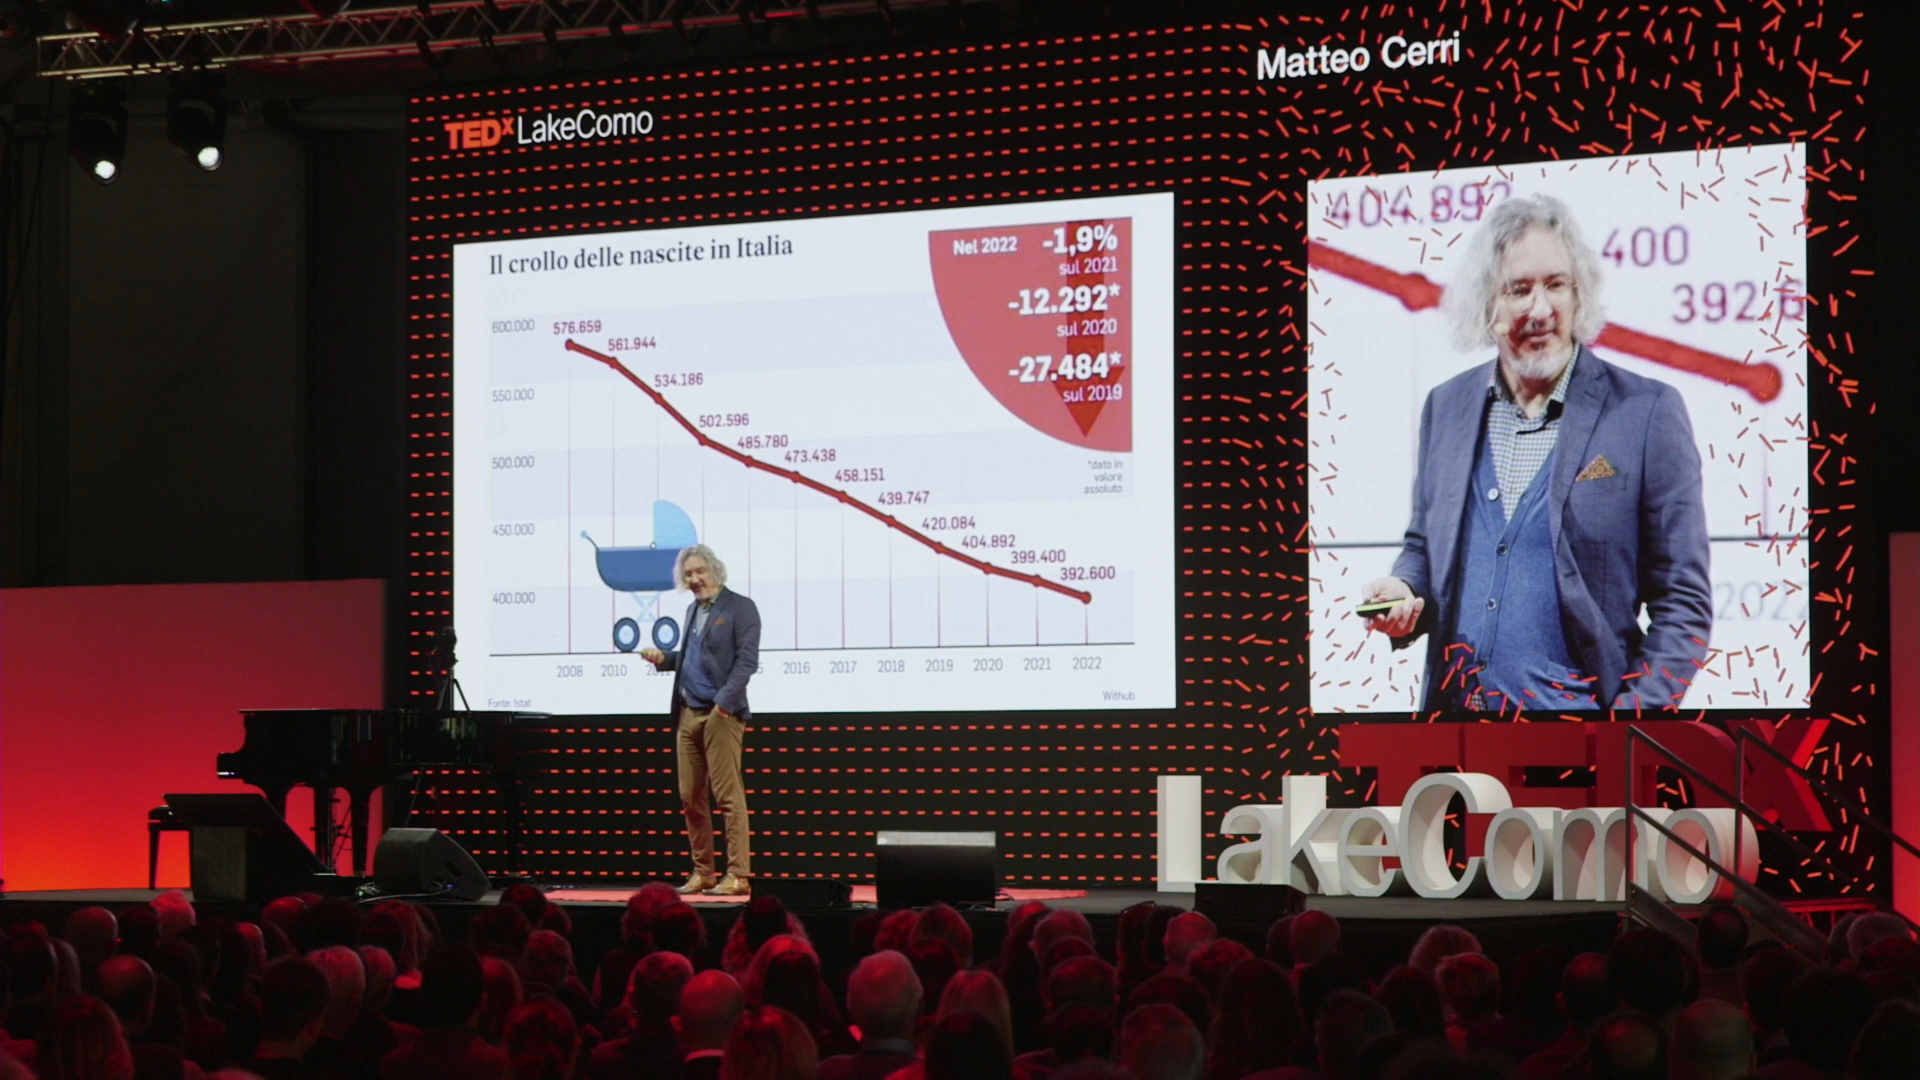 Matteo Cerri
TEDxLakeComo
Il crollo delle nascite in Italia
Nel 2022 -1,9%
sul 2021
-12.292*
sul 2020
-27.484*
sul 2019
*dato in
valore
assoluto
600.000
550.000
500.000
450.000
400.000
576.659
561.944
534.186
502.596
485.780
473.438
458.151
439.747
420.084
404.892
399.400
392.600
2008 2010 2016 2017 2018 2019 2020 2021 2022
Fonte: Istat
Withub
404.892
400
392.6
2022
TEDX
LakeComo